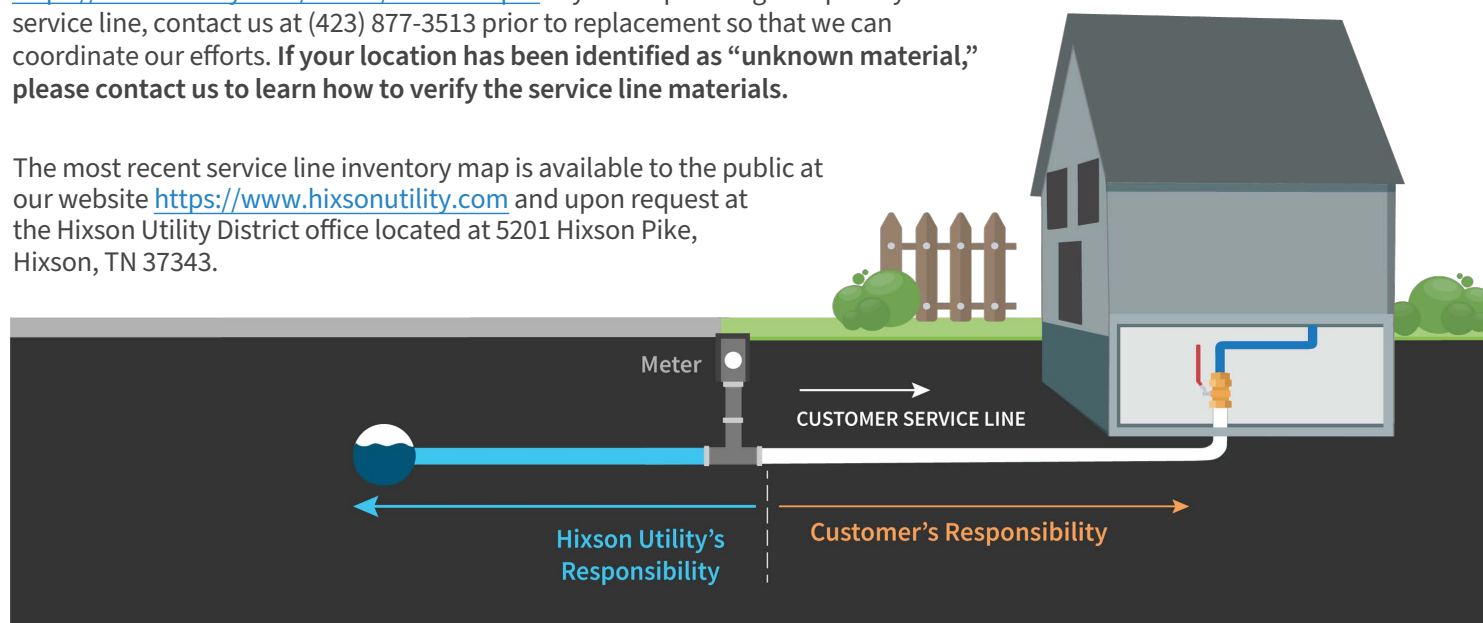 service line, contact us at (423) 877-3513 prior to replacement so that we can
coordinate our efforts. If your location has been identified as “unknown material,”
please contact us to learn how to verify the service line materials.
The most recent service line inventory map is available to the public at
our website https://www.hixsonutility.com and upon request at
the Hixson Utility District office located at 5201 Hixson Pike,
Hixson, TN 37343.
Meter
CUSTOMER SERVICE LINE
Hixson Utility’s
Responsibility
Customer’s Responsibility